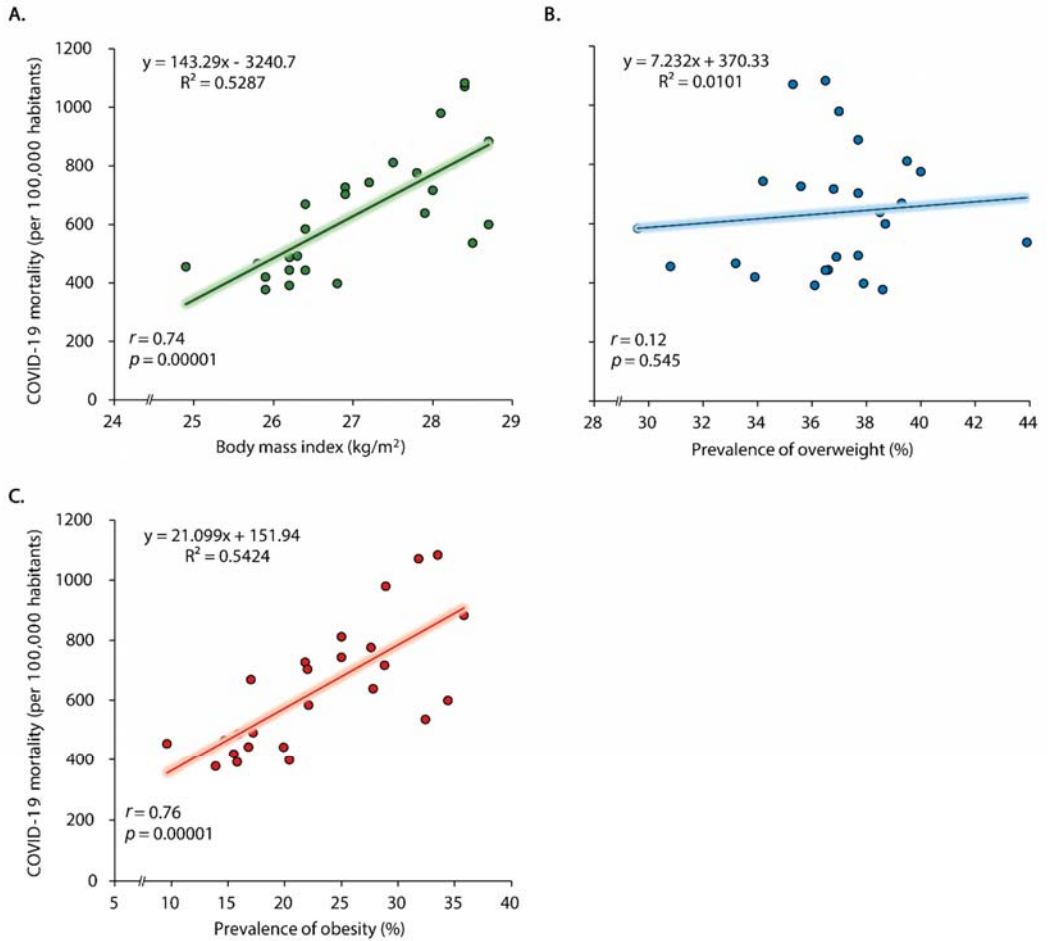 A.
COVID-19 mortality (per 100,000 habitants)
1200
1000
800
600
400
200
0
y = 143.29x - 3240.7
R² = 0.5287
r = 0.74
p = 0.00001
24 25 26 27 28 29
Body mass index (kg/m²)
B.
y = 7.232x + 370.33
R² = 0.0101
r = 0.12
p = 0.545
28 30 32 34 36 38 40 42 44
Prevalence of overweight (%)
C.
COVID-19 mortality (per 100,000 habitants)
1200
1000
800
600
400
200
0
y = 21.099x + 151.94
R² = 0.5424
r = 0.76
p = 0.00001
5 10 15 20 25 30 35 40
Prevalence of obesity (%)